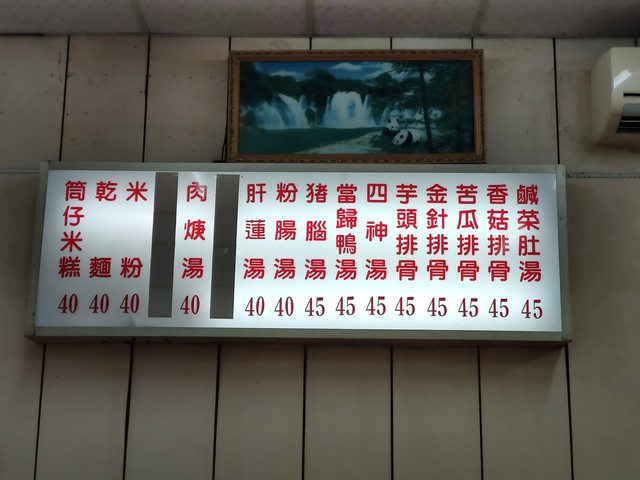 鹹菜肚湯 45
香菇排骨 45
苦瓜排骨 45
金針排骨 45
芋頭排骨 45
四神湯 45
當歸鴨湯 45
猪腦湯 45
粉腸湯 40
肝蓮湯 40
肉焿湯 40
米粉 40
乾麵 40
筒仔米糕 40